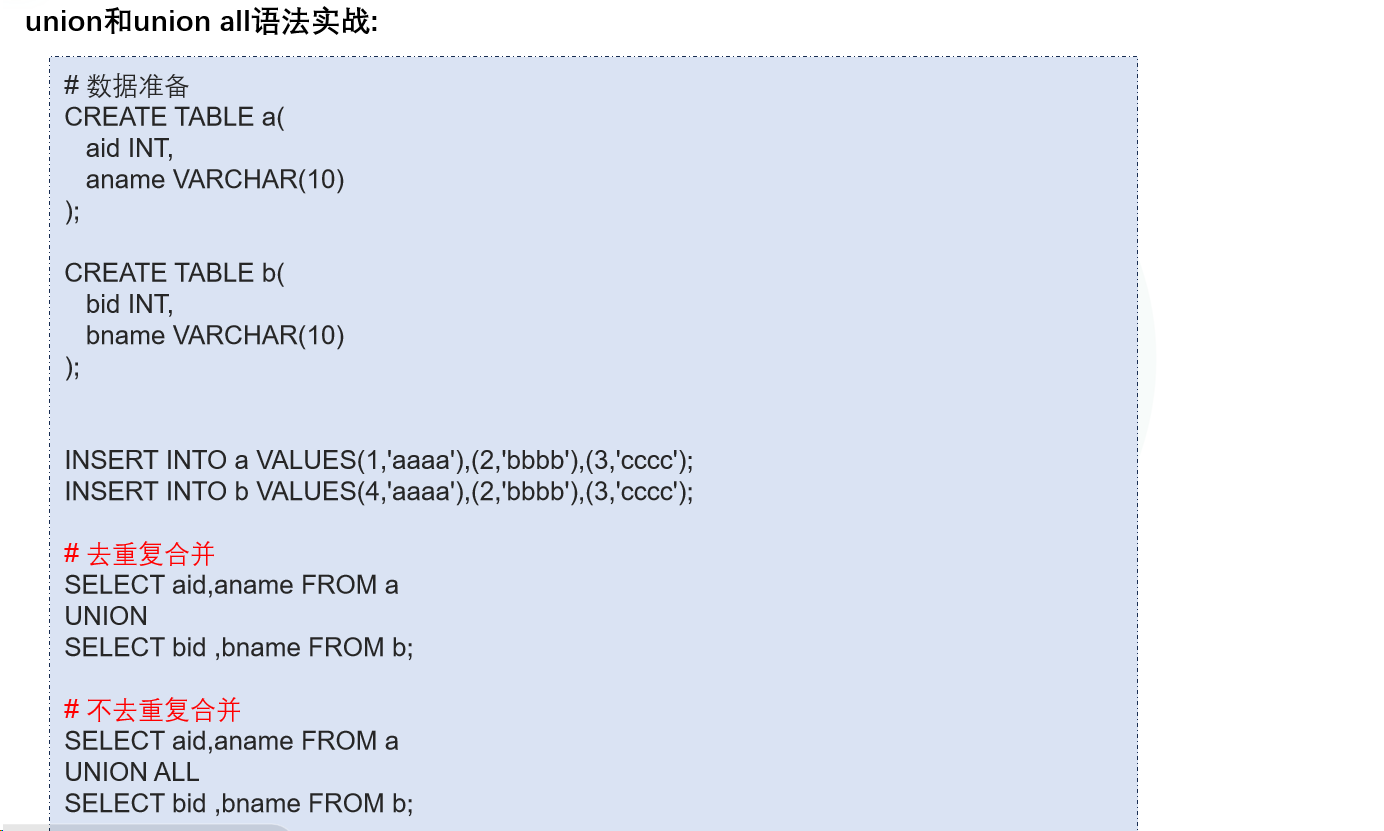 union和union all语法实战:
# 数据准备
CREATE TABLE a(
aid INT,
aname VARCHAR(10)
);
CREATE TABLE b(
bid INT,
bname VARCHAR(10)
);
INSERT INTO a VALUES(1,'aaaa'),(2,'bbbb'),(3,'cccc');
INSERT INTO b VALUES(4,'aaaa'),(2,'bbbb'),(3,'cccc');
# 去重复合并
SELECT aid,aname FROM a
UNION
SELECT bid ,bname FROM b;
# 不去重复合并
SELECT aid,aname FROM a
UNION ALL
SELECT bid ,bname FROM b;